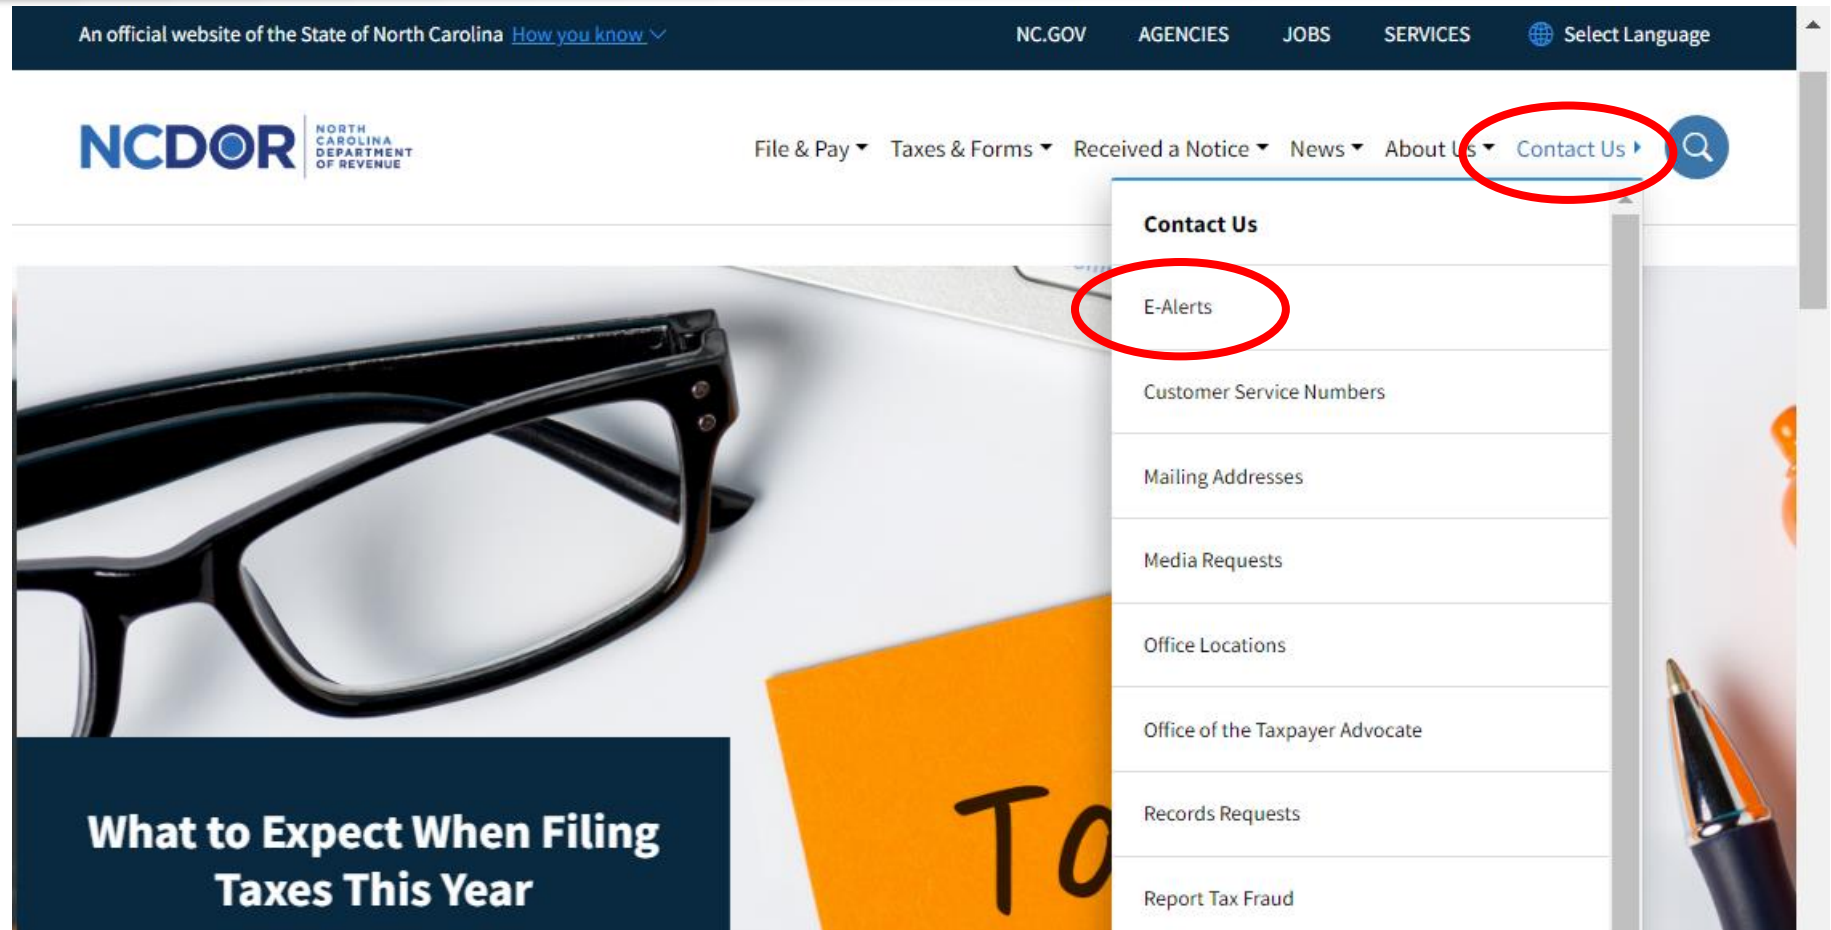 An official website of the State of North Carolina How you know
NC.GOV AGENCIES JOBS SERVICES Select Language
NCDOR NORTH CAROLINA DEPARTMENT OF REVENUE
File & Pay Taxes & Forms Received a Notice News About Us Contact Us
Contact Us
E-Alerts
Customer Service Numbers
Mailing Addresses
Media Requests
Office Locations
Office of the Taxpayer Advocate
Records Requests
Report Tax Fraud
What to Expect When Filing
Taxes This Year